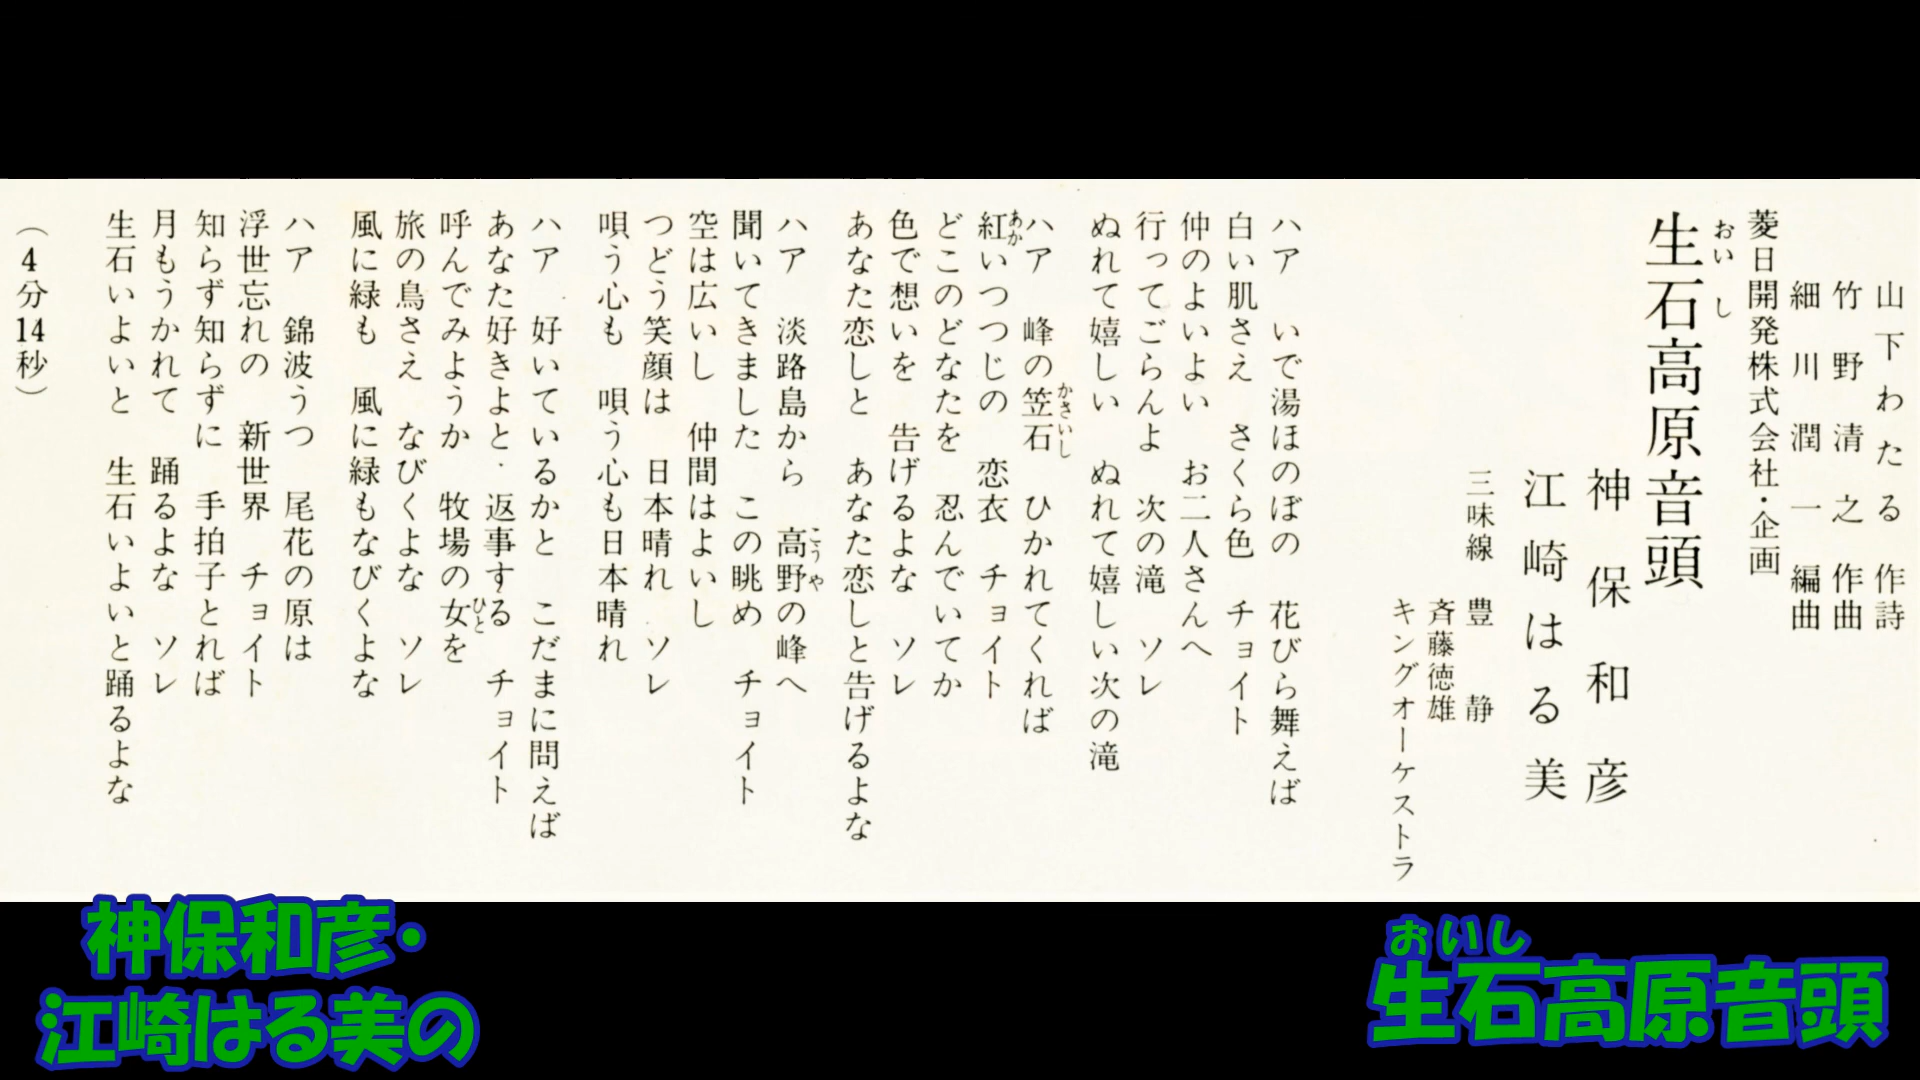 山下わたる 作詩
竹野清之 作曲
細川潤一 編曲
菱日開発株式会社・企画
おいし
生石高原音頭
神保和彦
江崎はる美
三味線 豊静
斉藤徳雄
キングオーケストラ
ハア いで湯ほのぼの 花びら舞えば
白い肌さえ さくら色 チョイト
仲のよいよい お二人さんへ
行ってごらんよ 次の滝 ソレ
ぬれて嬉しい ぬれて嬉しい次の滝
ハア 峰の笠石 ひかれてくれば
かさいし
紅いつつじの 恋衣 チョイト
あか
どこのどなたを 忍んでいてか
色で想いを 告げるよな ソレ
あなた恋しと あなた恋しと告げるよな
ハア 淡路島から 高野の峰へ
こうや
聞いてきました この眺め チョイト
空は広いし 仲間はよいし
つどう笑顔は 日本晴れ ソレ
唄う心も 唄う心も日本晴れ
ハア 好いているかと こだまに問えば
あなた好きよと 返事する チョイト
呼んでみようか 牧場の女を
ひと
旅の鳥さえ なびくよな ソレ
風に緑も 風に緑もなびくよな
ハア 錦波うつ 尾花の原は
浮世忘れの 新世界 チョイト
知らず知らずに 手拍子とれば
月もうかれて 踊るよな ソレ
生石いよいと 生石いよいと踊るよな
（4分14秒）
神保和彦・
江崎はる美の
おいし
生石高原音頭